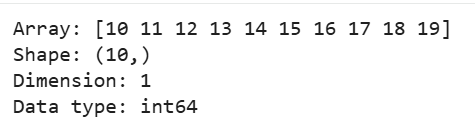 Array: [10 11 12 13 14 15 16 17 18 19]
Shape: (10,)
Dimension: 1
Data type: int64